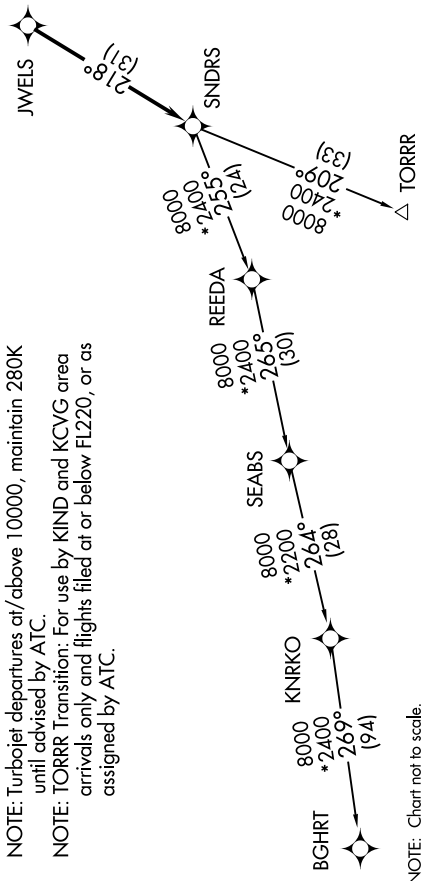 NOTE: Turbojet departures at/above 10000, maintain 280K
until advised by ATC.
NOTE: TORRR Transition: For use by KIND and KCVG area
arrivals only and flights filed at or below FL220, or as
assigned by ATC.
JWELS
218°
(31)
SNDRS
8000
*2400
209°
(33)
TORRR
8000
*2400
255°
(24)
REEDA
8000
*2400
265°
(30)
SEABS
8000
*2200
264°
(28)
KNRKO
8000
*2400
269°
(94)
BGHRT
NOTE: Chart not to scale.